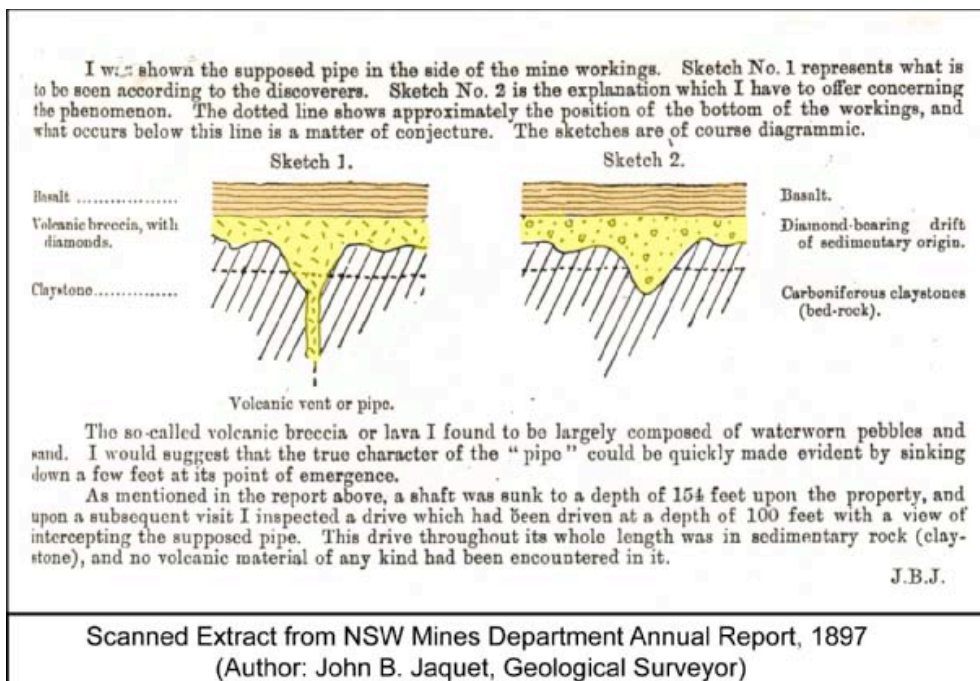 I was shown the supposed pipe in the side of the mine workings. Sketch No. 1 represents what is
to be seen according to the discoverers. Sketch No. 2 is the explanation which I have to offer concerning
the phenomenon. The dotted line shows approximately the position of the bottom of the workings, and
what occurs below this line is a matter of conjecture. The sketches are of course diagrammic.
Sketch 1.
Sketch 2.
Basalt ................
Volcanic breccia, with
diamonds.
Claystone...............
Basalt.
Diamond-bearing drift
of sedimentary origin.
Carboniferous claystones
(bed-rock).
Volcanic vent or pipe.
The so-called volcanic breccia or lava I found to be largely composed of waterworn pebbles and
sand. I would suggest that the true character of the "pipe" could be quickly made evident by sinking
down a few feet at its point of emergence.
As mentioned in the report above, a shaft was sunk to a depth of 154 feet upon the property, and
upon a subsequent visit I inspected a drive which had been driven at a depth of 100 feet with a view of
intercepting the supposed pipe. This drive throughout its whole length was in sedimentary rock (clay-
stone), and no volcanic material of any kind had been encountered in it.
J.B.J.
Scanned Extract from NSW Mines Department Annual Report, 1897
(Author: John B. Jaquet, Geological Surveyor)